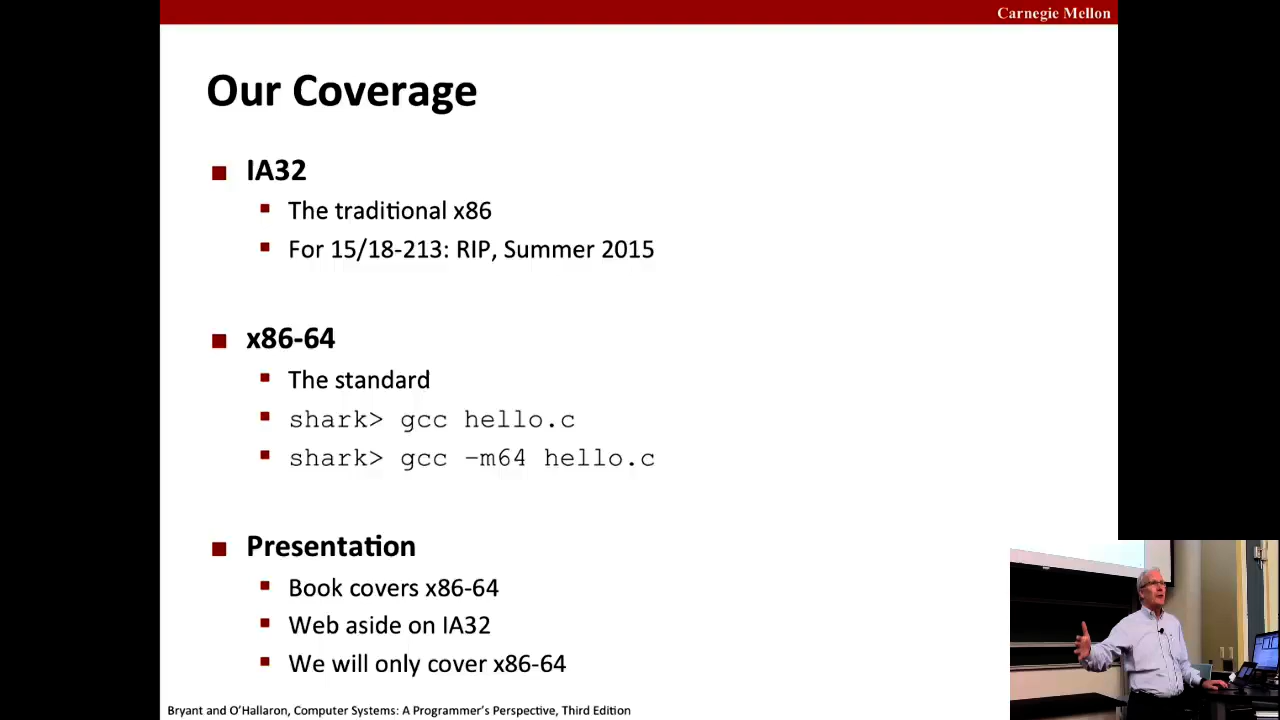 Carnegie Mellon
Our Coverage
IA32
The traditional x86
For 15/18-213: RIP, Summer 2015
x86-64
The standard
shark> gcc hello.c
shark> gcc –m64 hello.c
Presentation
Book covers x86-64
Web aside on IA32
We will only cover x86-64
Bryant and O'Hallaron, Computer Systems: A Programmer's Perspective, Third Edition